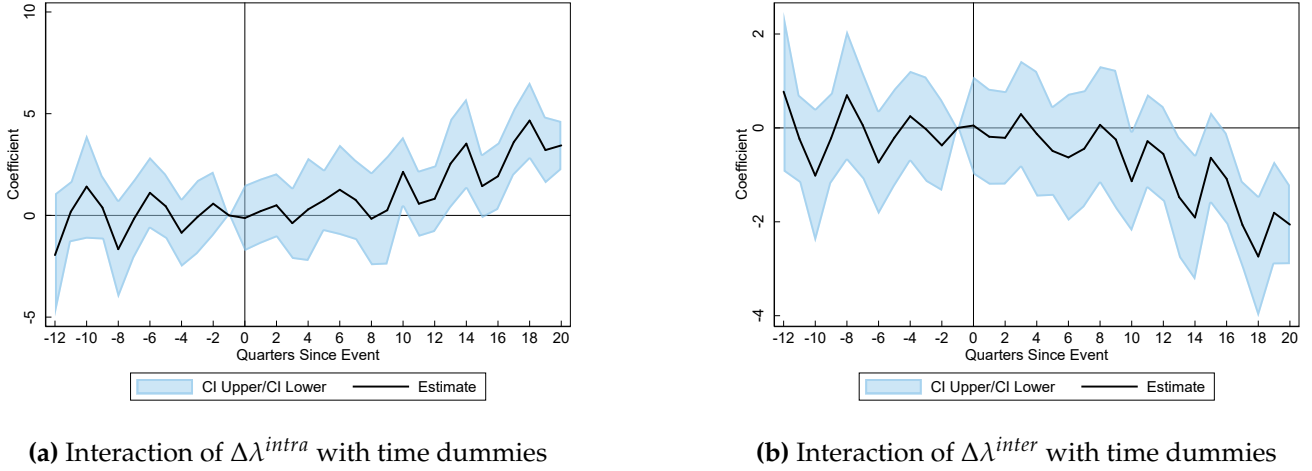 10
5
0
-5
Coefficient
-12 -10 -8 -6 -4 -2 0 2 4 6 8 10 12 14 16 18 20
Quarters Since Event
CI Upper/CI Lower Estimate
(a) Interaction of Δλ^intra with time dummies
2
0
-2
-4
Coefficient
-12 -10 -8 -6 -4 -2 0 2 4 6 8 10 12 14 16 18 20
Quarters Since Event
CI Upper/CI Lower Estimate
(b) Interaction of Δλ^inter with time dummies